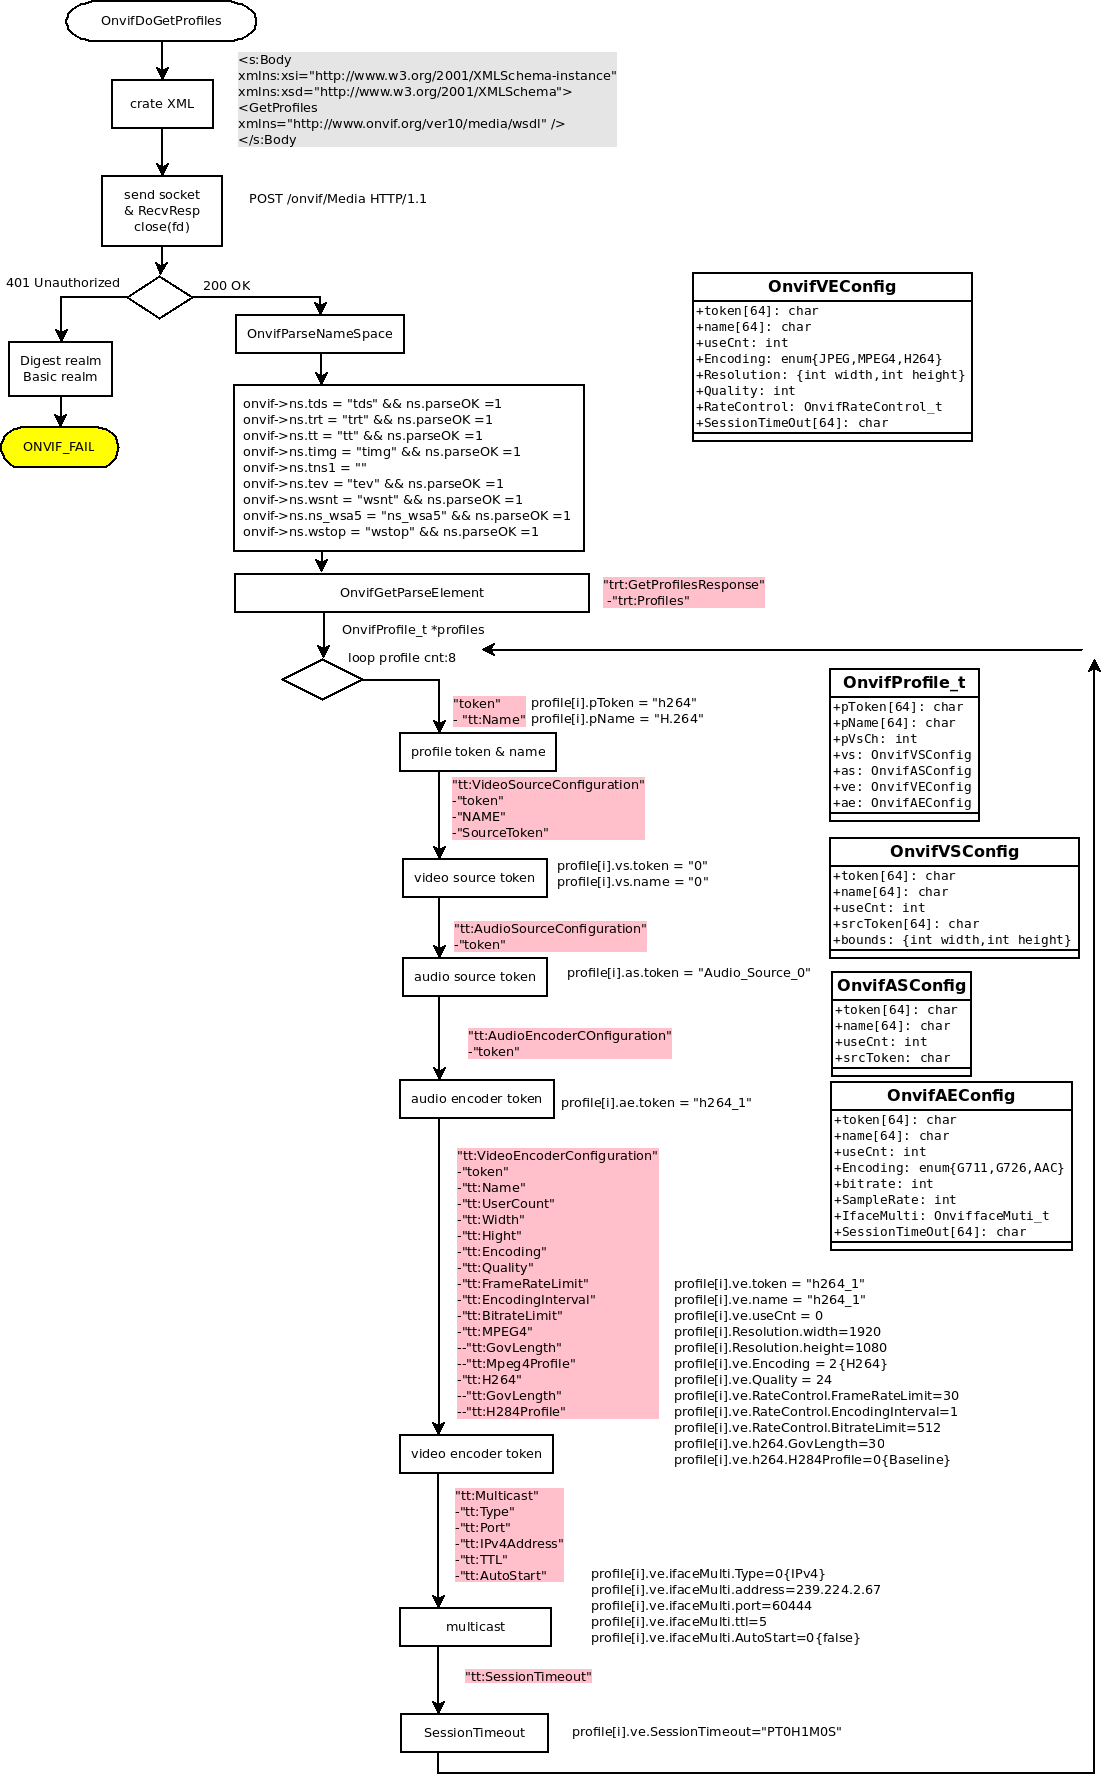 OnvifDoGetProfiles
<s:Body
xmlns:xsi="http://www.w3.org/2001/XMLSchema-instance"
xmlns:xsd="http://www.w3.org/2001/XMLSchema">
<GetProfiles
xmlns="http://www.onvif.org/ver10/media/wsdl" />
</s:Body
crate XML
send socket
& RecvResp
close(fd)
POST /onvif/Media HTTP/1.1
401 Unauthorized
200 OK
Digest realm
Basic realm
ONVIF_FAIL
OnvifParseNameSpace
onvif->ns.tds = "tds" && ns.parseOK =1
onvif->ns.trt = "trt" && ns.parseOK =1
onvif->ns.tt = "tt" && ns.parseOK =1
onvif->ns.timg = "timg" && ns.parseOK =1
onvif->ns.tns1 = ""
onvif->ns.tev = "tev" && ns.parseOK =1
onvif->ns.wsnt = "wsnt" && ns.parseOK =1
onvif->ns.ns_wsa5 = "ns_wsa5" && ns.parseOK =1
onvif->ns.wstop = "wstop" && ns.parseOK =1
OnvifVEConfig
+token[64]: char
+name[64]: char
+useCnt: int
+Encoding: enum{JPEG,MPEG4,H264}
+Resolution: {int width,int height}
+Quality: int
+RateControl: OnvifRateControl_t
+SessionTimeOut[64]: char
OnvifGetParseElement
"trt:GetProfilesResponse"
-"trt:Profiles"
OnvifProfile_t *profiles
loop profile cnt:8
"token"
- "tt:Name"
profile[i].pToken = "h264"
profile[i].pName = "H.264"
profile token & name
"tt:VideoSourceConfiguration"
-"token"
-"NAME"
-"SourceToken"
video source token
profile[i].vs.token = "0"
profile[i].vs.name = "0"
"tt:AudioSourceConfiguration"
-"token"
audio source token
profile[i].as.token = "Audio_Source_0"
"tt:AudioEncoderCOnfiguration"
-"token"
audio encoder token
profile[i].ae.token = "h264_1"
OnvifProfile_t
+pToken[64]: char
+pName[64]: char
+pVsCh: int
+vs: OnvifVSConfig
+as: OnvifASConfig
+ve: OnvifVEConfig
+ae: OnvifAEConfig
OnvifVSConfig
+token[64]: char
+name[64]: char
+useCnt: int
+srcToken[64]: char
+bounds: {int width,int height}
OnvifASConfig
+token[64]: char
+name[64]: char
+useCnt: int
+srcToken: char
OnvifAEConfig
+token[64]: char
+name[64]: char
+useCnt: int
+Encoding: enum{G711,G726,AAC}
+bitrate: int
+SampleRate: int
+IfaceMulti: OnviffaceMuti_t
+SessionTimeOut[64]: char
"tt:VideoEncoderConfiguration"
-"token"
-"tt:Name"
-"tt:UserCount"
-"tt:Width"
-"tt:Hight"
-"tt:Encoding"
-"tt:Quality"
-"tt:FrameRateLimit"
-"tt:EncodingInterval"
-"tt:BitrateLimit"
-"tt:MPEG4"
--"tt:GovLength"
--"tt:Mpeg4Profile"
-"tt:H264"
--"tt:GovLength"
--"tt:H284Profile"
profile[i].ve.token = "h264_1"
profile[i].ve.name = "h264_1"
profile[i].ve.useCnt = 0
profile[i].Resolution.width=1920
profile[i].Resolution.height=1080
profile[i].ve.Encoding = 2{H264}
profile[i].ve.Quality = 24
profile[i].ve.RateControl.FrameRateLimit=30
profile[i].ve.RateControl.EncodingInterval=1
profile[i].ve.RateControl.BitrateLimit=512
profile[i].ve.h264.GovLength=30
profile[i].ve.h264.H284Profile=0{Baseline}
video encoder token
"tt:Multicast"
-"tt:Type"
-"tt:Port"
-"tt:IPv4Address"
-"tt:TTL"
-"tt:AutoStart"
profile[i].ve.ifaceMulti.Type=0{IPv4}
profile[i].ve.ifaceMulti.address=239.224.2.67
profile[i].ve.ifaceMulti.port=60444
profile[i].ve.ifaceMulti.ttl=5
profile[i].ve.ifaceMulti.AutoStart=0{false}
multicast
"tt:SessionTimeout"
SessionTimeout
profile[i].ve.SessionTimeout="PT0H1M0S"